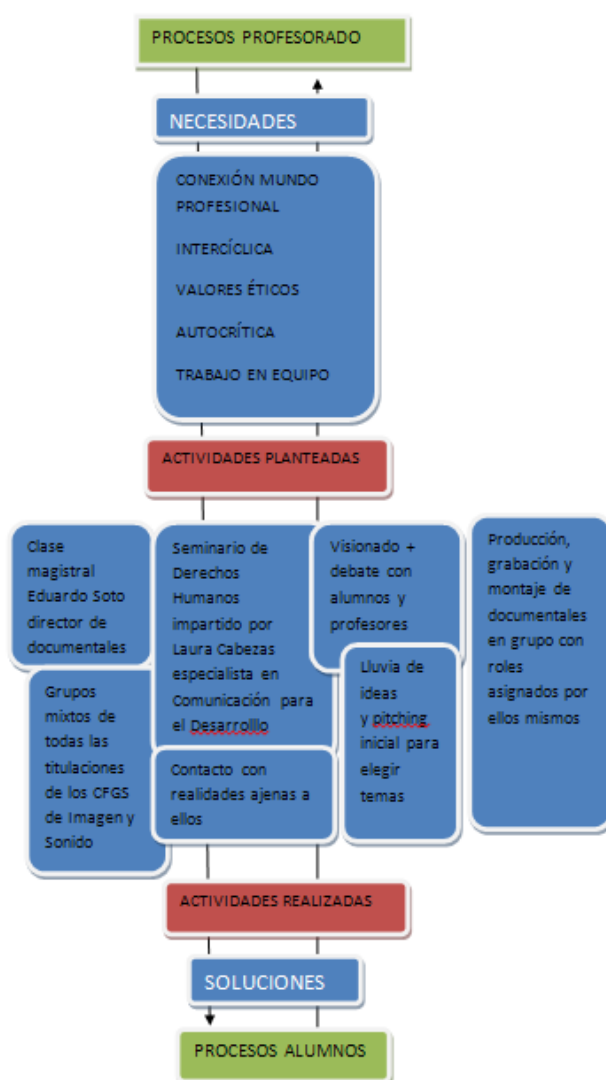 PROCESOS PROFESORADO
NECESIDADES
CONEXIÓN MUNDO
PROFESIONAL
INTERCÍCLICA
VALORES ÉTICOS
AUTOCRÍTICA
TRABAJO EN EQUIPO
ACTIVIDADES PLANTEADAS
Clase
magistral
Eduardo Soto
director de
documentales
Grupos
mixtos de
todas las
titulaciones
de los CFGS
de Imagen y
Sonido
Seminario de
Derechos
Humanos
impartido por
Laura Cabezas
especialista en
Comunicación para
el Desarrolllo
Contacto con
realidades ajenas a
ellos
Visionado +
debate con
alumnos y
profesores
Lluvia de
ideas
y pitching
inicial para
elegir
temas
Producción,
grabación y
montaje de
documentales
en grupo con
roles
asignados por
ellos mismos
ACTIVIDADES REALIZADAS
SOLUCIONES
PROCESOS ALUMNOS